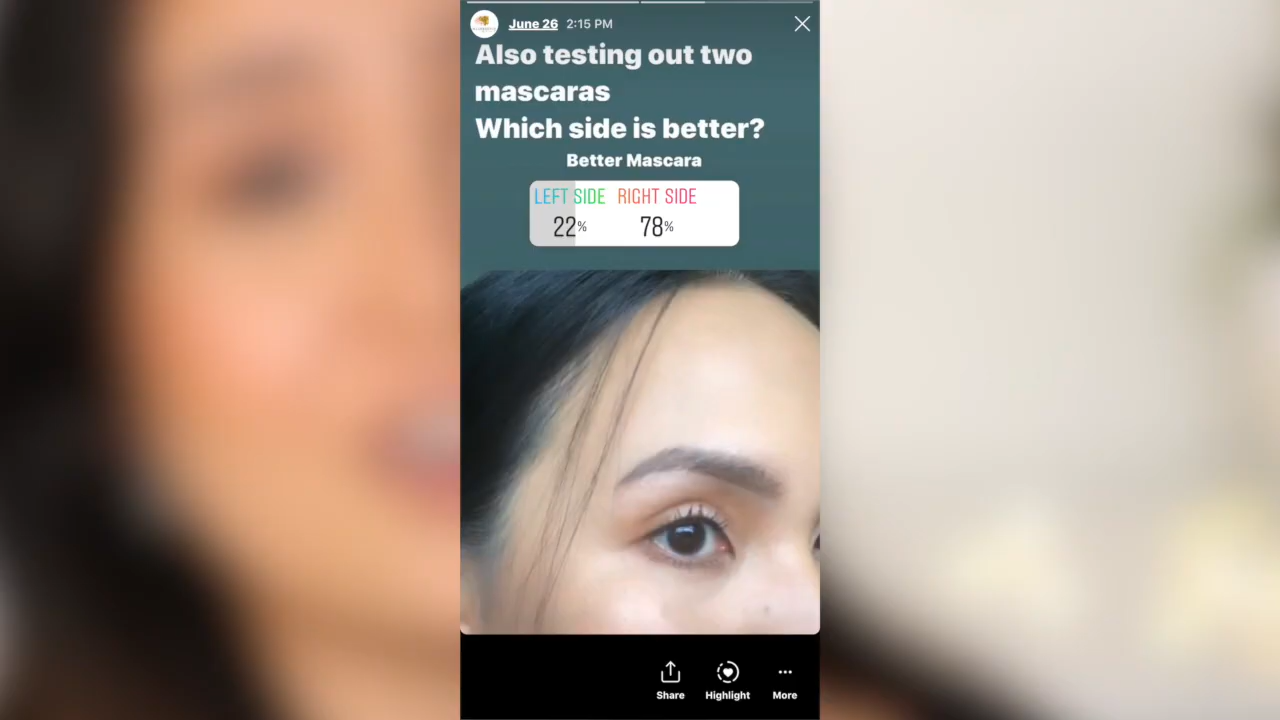 June 26 2:15 PM
Also testing out two
mascaras
Which side is better?
Better Mascara
LEFT SIDE RIGHT SIDE
22% 78%
Share Highlight More